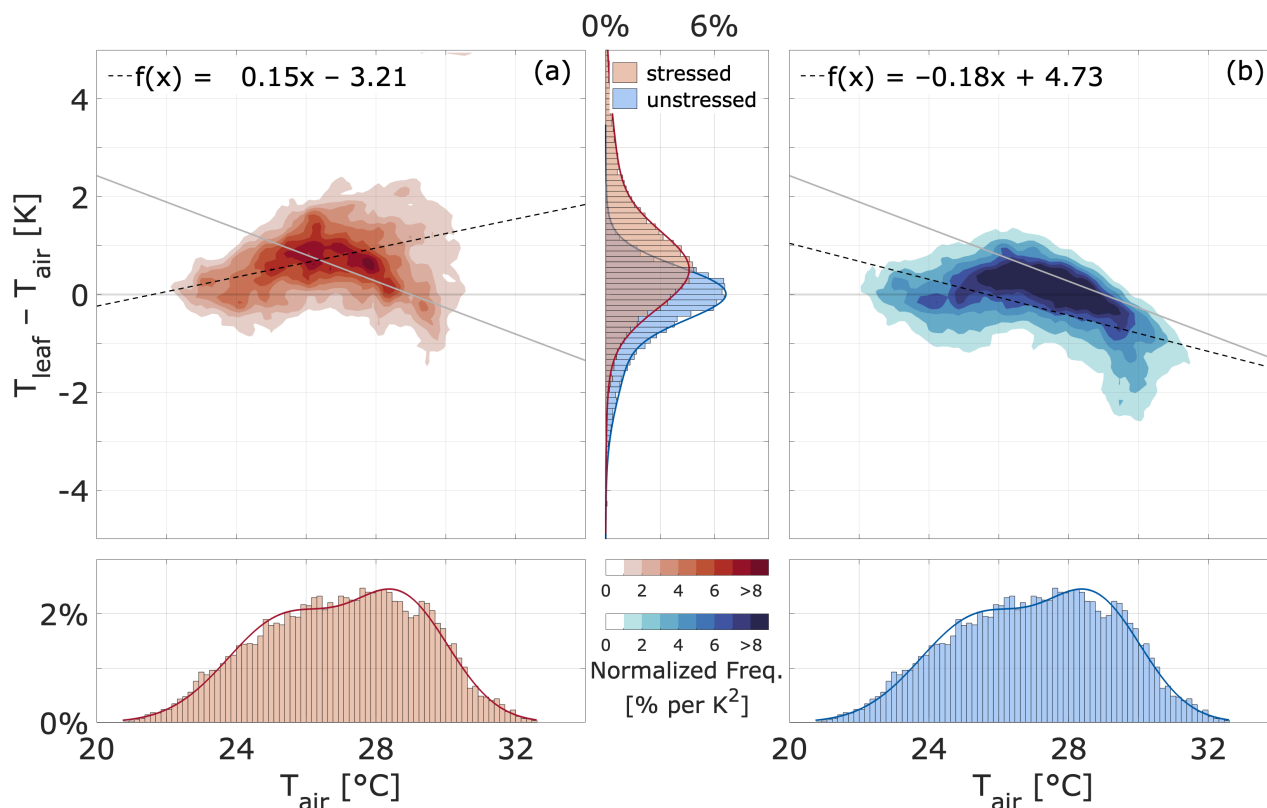 0% 6%
---f(x) = 0.15x − 3.21 (a)
stressed
unstressed
---f(x) = −0.18x + 4.73 (b)
4
2
0
-2
-4
T_leaf − T_air [K]
2%
0%
0 2 4 6 >8
0 2 4 6 >8
Normalized Freq.
[% per K²]
20 24 28 32
20 24 28 32
T_air [°C]
T_air [°C]